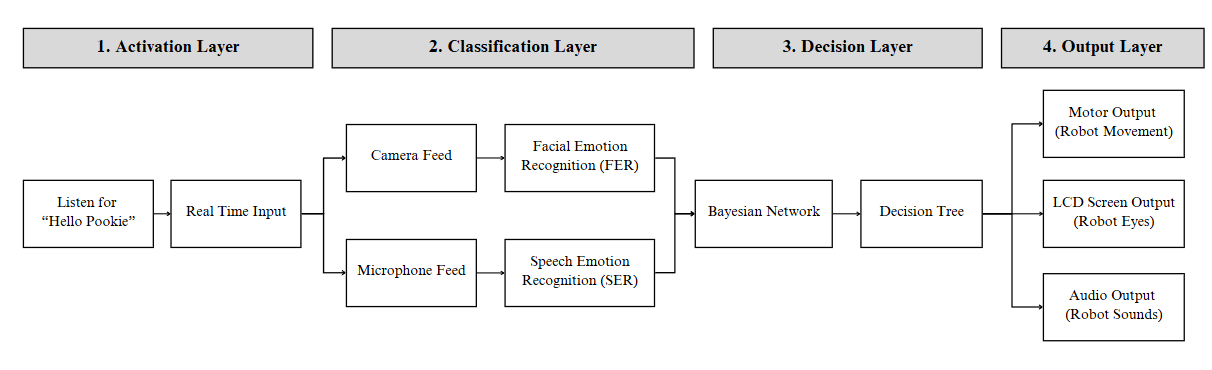 1. Activation Layer
2. Classification Layer
3. Decision Layer
4. Output Layer
Listen for
“Hello Pookie”
Real Time Input
Camera Feed
Facial Emotion
Recognition (FER)
Microphone Feed
Speech Emotion
Recognition (SER)
Bayesian Network
Decision Tree
Motor Output
(Robot Movement)
LCD Screen Output
(Robot Eyes)
Audio Output
(Robot Sounds)